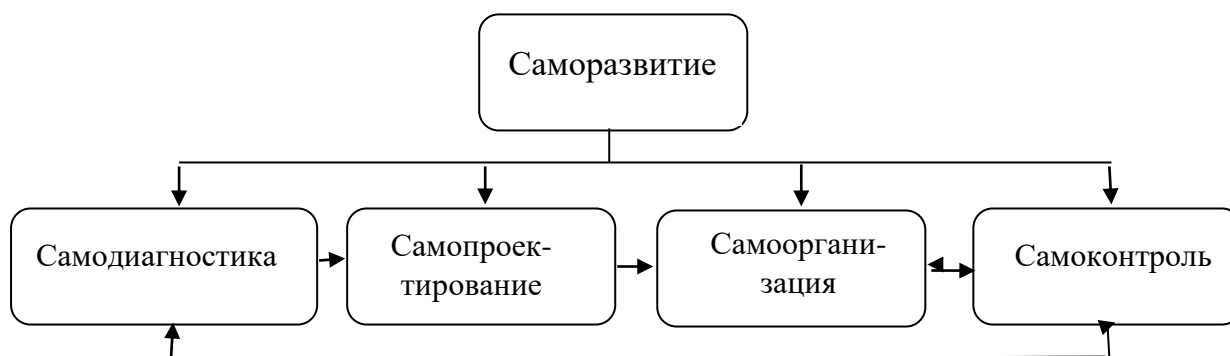 Саморазвитие
Самодиагностика
Самопроек-
тирование
Самооргани-
зация
Самоконтроль